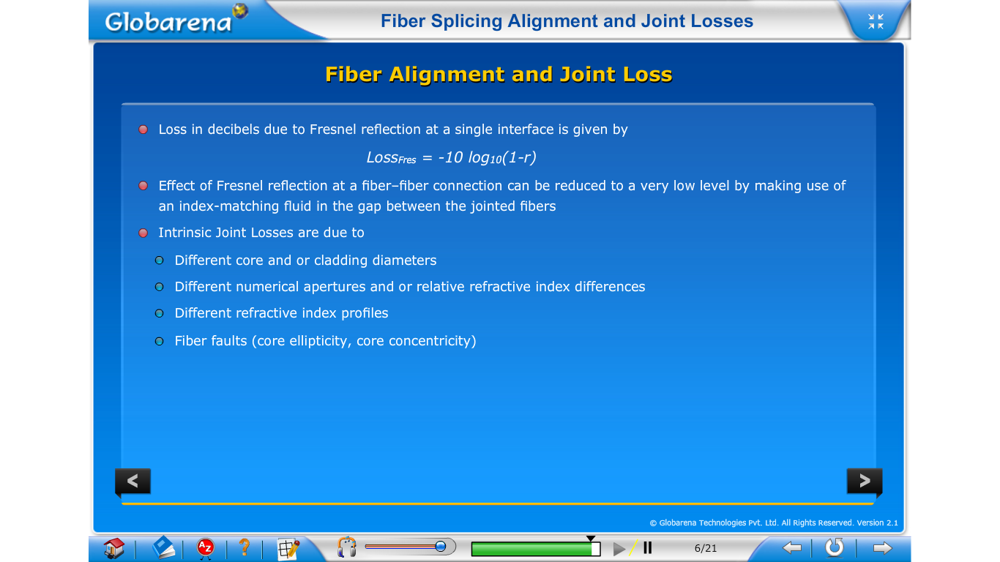 Globarena
Fiber Splicing Alignment and Joint Losses
Fiber Alignment and Joint Loss
Loss in decibels due to Fresnel reflection at a single interface is given by
LossFres = -10 log10(1-r)
Effect of Fresnel reflection at a fiber–fiber connection can be reduced to a very low level by making use of
an index-matching fluid in the gap between the jointed fibers
Intrinsic Joint Losses are due to
Different core and or cladding diameters
Different numerical apertures and or relative refractive index differences
Different refractive index profiles
Fiber faults (core ellipticity, core concentricity)
< >
© Globarena Technologies Pvt. Ltd. All Rights Reserved. Version 2.1
AZ ? 6/21